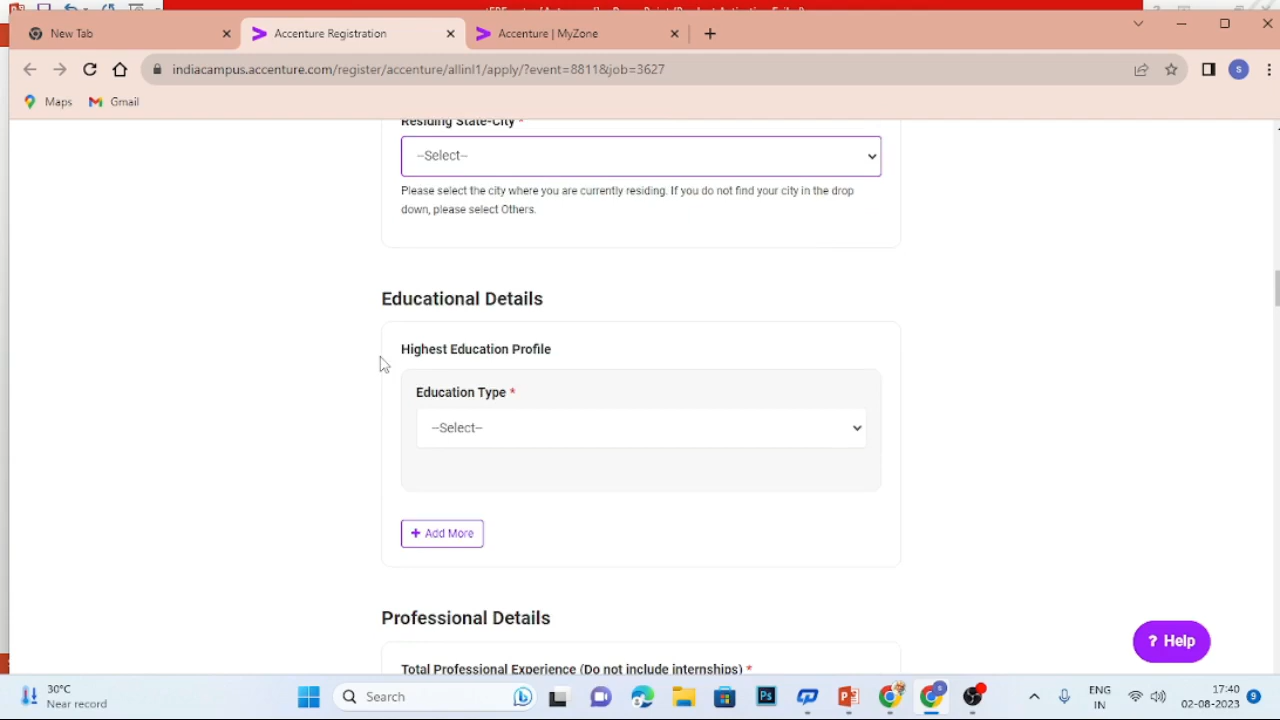 New Tab
Accenture Registration
Accenture | MyZone
indiacampus.accenture.com/register/accenture/allinl1/apply/?event=8811&job=3627
S
Maps
Gmail
Residing State-City *
--Select--
Please select the city where you are currently residing. If you do not find your city in the drop
down, please select Others.
Educational Details
Highest Education Profile
Education Type *
--Select--
+ Add More
Professional Details
Total Professional Experience (Do not include internships) *
? Help
30°C
Near record
Search
Ps
ENG
IN
17:40
02-08-2023
9